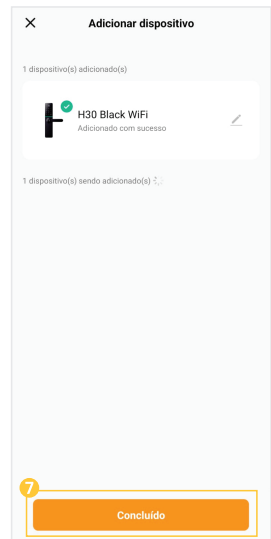 Adicionar dispositivo
1 dispositivo(s) adicionado(s)
H30 Black WiFi
Adicionado com sucesso
1 dispositivo(s) sendo adicionado(s)
7
Concluído